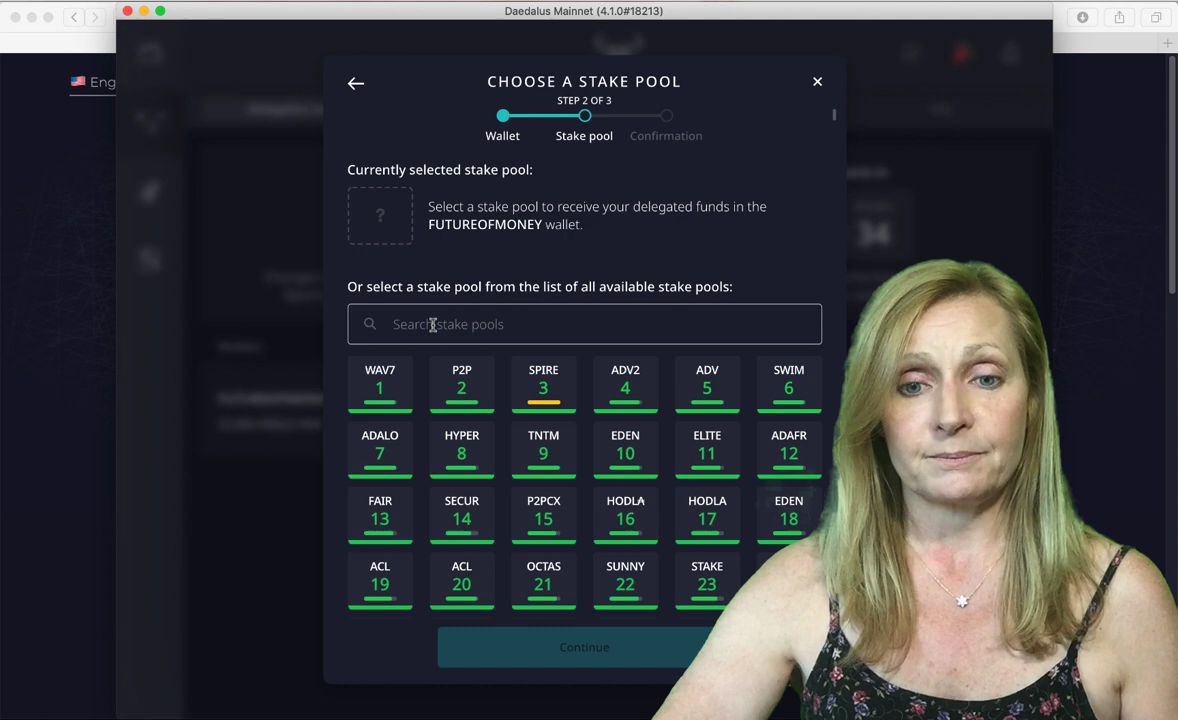 Daedalus Mainnet (4.1.0#18213)
Eng
CHOOSE A STAKE POOL
STEP 2 OF 3
Wallet Stake pool Confirmation
Currently selected stake pool:
?
Select a stake pool to receive your delegated funds in the
FUTUREOFMONEY wallet.
34
Or select a stake pool from the list of all available stake pools:
Search stake pools
WAV7 P2P SPIRE ADV2 ADV SWIM
1 2 3 4 5 6
ADALO HYPER TNTM EDEN ELITE ADAFR
7 8 9 10 11 12
FAIR SECUR P2PCX HODLA HODLA EDEN
13 14 15 16 17 18
ACL ACL OCTAS SUNNY STAKE
19 20 21 22 23
Continue